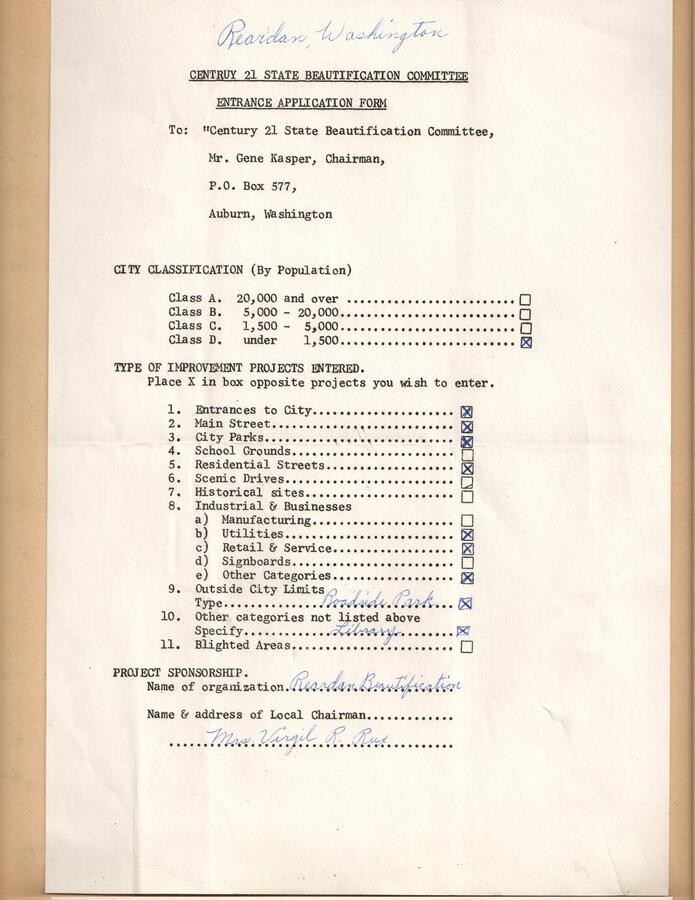 Reardan, Washington
CENTRUY 21 STATE BEAUTIFICATION COMMITTEE
ENTRANCE APPLICATION FORM
To: "Century 21 State Beautification Committee,
Mr. Gene Kasper, Chairman,
P.O. Box 577,
Auburn, Washington
CITY CLASSIFICATION (By Population)
Class A. 20,000 and over .......................... ☐
Class B. 5,000 - 20,000........................... ☐
Class C. 1,500 - 5,000........................... ☐
Class D. under 1,500........................... ☒
TYPE OF IMPROVEMENT PROJECTS ENTERED.
Place X in box opposite projects you wish to enter.
1. Entrances to City...................... ☒
2. Main Street............................ ☒
3. City Parks............................. ☒
4. School Grounds......................... ☐
5. Residential Streets.................... ☒
6. Scenic Drives.......................... ☐
7. Historical sites....................... ☐
8. Industrial & Businesses
a) Manufacturing...................... ☐
b) Utilities.......................... ☒
c) Retail & Service................... ☒
d) Signboards......................... ☐
e) Other Categories................... ☒
9. Outside City Limits
Type...............Roadside Park... ☒
10. Other categories not listed above
Specify..............Library........ ☒
11. Blighted Areas......................... ☐
PROJECT SPONSORSHIP.
Name of organization.Reardan Beautification
Name & address of Local Chairman.............
Mrs. Virgil R. Rux